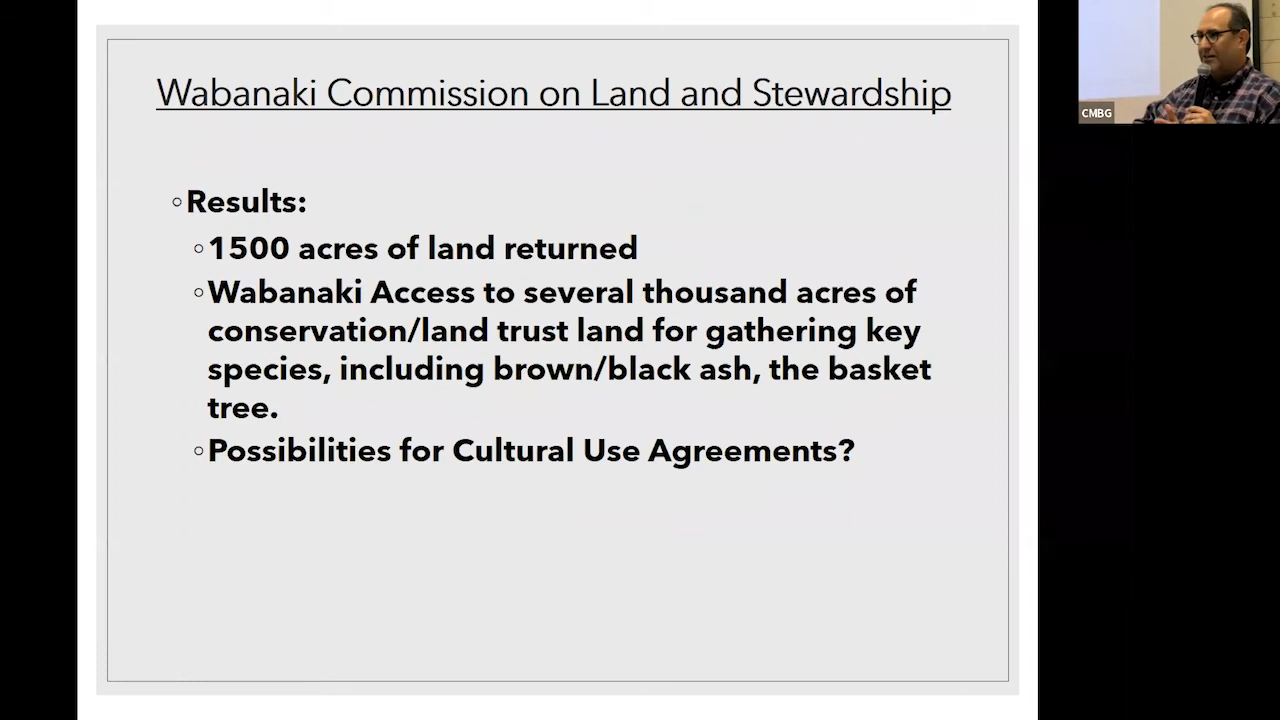 Wabanaki Commission on Land and Stewardship
CMBG
◦Results:
◦1500 acres of land returned
◦Wabanaki Access to several thousand acres of
conservation/land trust land for gathering key
species, including brown/black ash, the basket
tree.
◦Possibilities for Cultural Use Agreements?